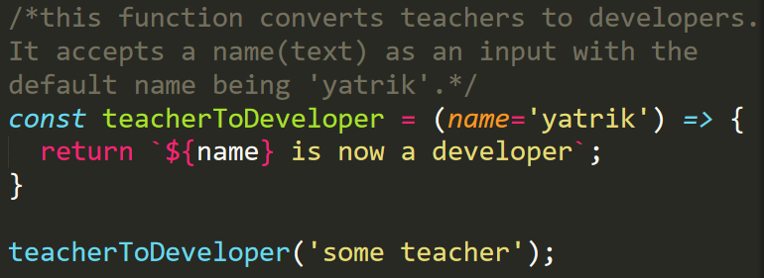 /*this function converts teachers to developers.
It accepts a name(text) as an input with the
default name being 'yatrik'.*/
const teacherToDeveloper = (name='yatrik') => {
  return `${name} is now a developer`;
}

teacherToDeveloper('some teacher');